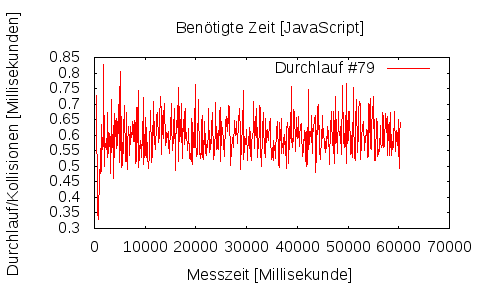 Benötigte Zeit [JavaScript]
Durchlauf/Kollisionen [Millisekunden]
Durchlauf #79
0.85
0.8
0.75
0.7
0.65
0.6
0.55
0.5
0.45
0.4
0.35
0.3
0 10000 20000 30000 40000 50000 60000 70000
Messzeit [Millisekunde]